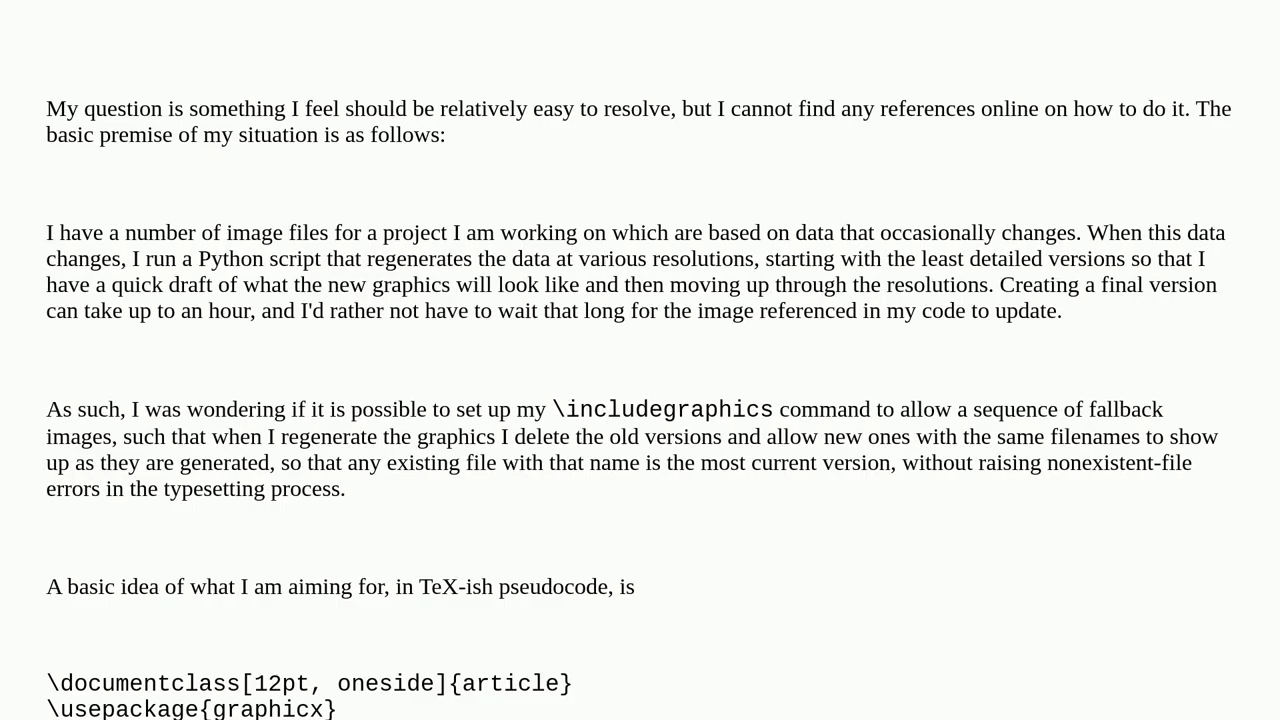 My question is something I feel should be relatively easy to resolve, but I cannot find any references online on how to do it. The
basic premise of my situation is as follows:
I have a number of image files for a project I am working on which are based on data that occasionally changes. When this data
changes, I run a Python script that regenerates the data at various resolutions, starting with the least detailed versions so that I
have a quick draft of what the new graphics will look like and then moving up through the resolutions. Creating a final version
can take up to an hour, and I'd rather not have to wait that long for the image referenced in my code to update.
As such, I was wondering if it is possible to set up my \includegraphics command to allow a sequence of fallback
images, such that when I regenerate the graphics I delete the old versions and allow new ones with the same filenames to show
up as they are generated, so that any existing file with that name is the most current version, without raising nonexistent-file
errors in the typesetting process.
A basic idea of what I am aiming for, in TeX-ish pseudocode, is
\documentclass[12pt, oneside]{article}
\usepackage{graphicx}